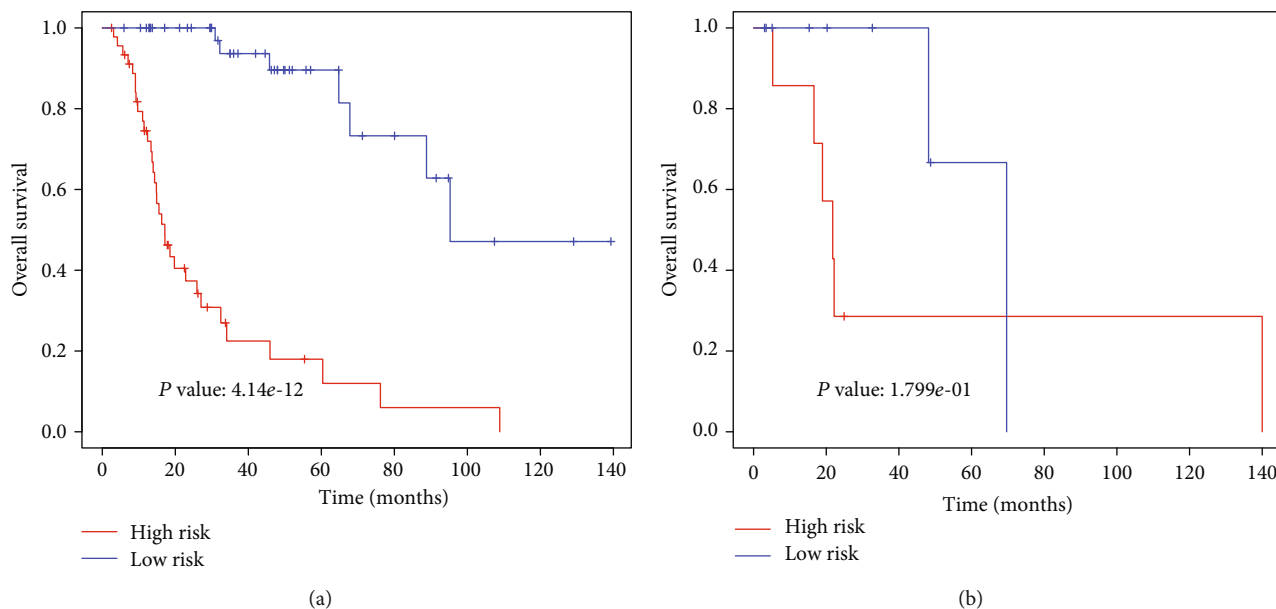 1.0
0.8
0.6
0.4
0.2
0.0
Overall survival
P value: 4.14e-12
0 20 40 60 80 100 120 140
Time (months)
High risk
Low risk
(a)
1.0
0.8
0.6
0.4
0.2
0.0
Overall survival
P value: 1.799e-01
0 20 40 60 80 100 120 140
Time (months)
High risk
Low risk
(b)